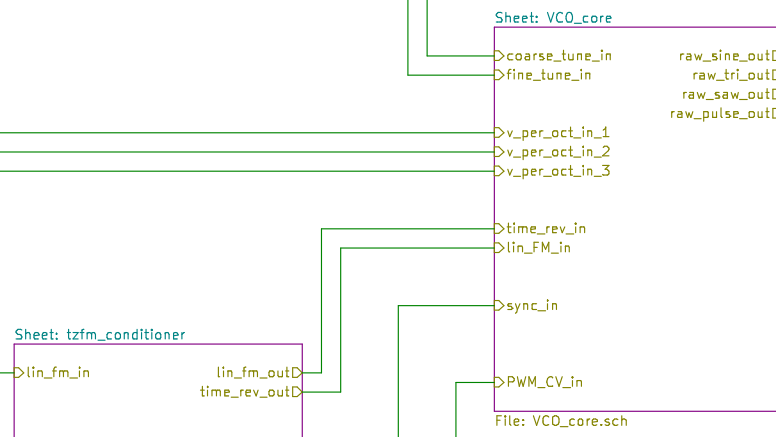 Sheet: VCO_core
coarse_tune_in raw_sine_out
fine_tune_in raw_tri_out
raw_saw_out
raw_pulse_out
v_per_oct_in_1
v_per_oct_in_2
v_per_oct_in_3
time_rev_in
lin_FM_in
sync_in
Sheet: tzfm_conditioner
lin_fm_in lin_fm_out
time_rev_out
PWM_CV_in
File: VCO_core.sch